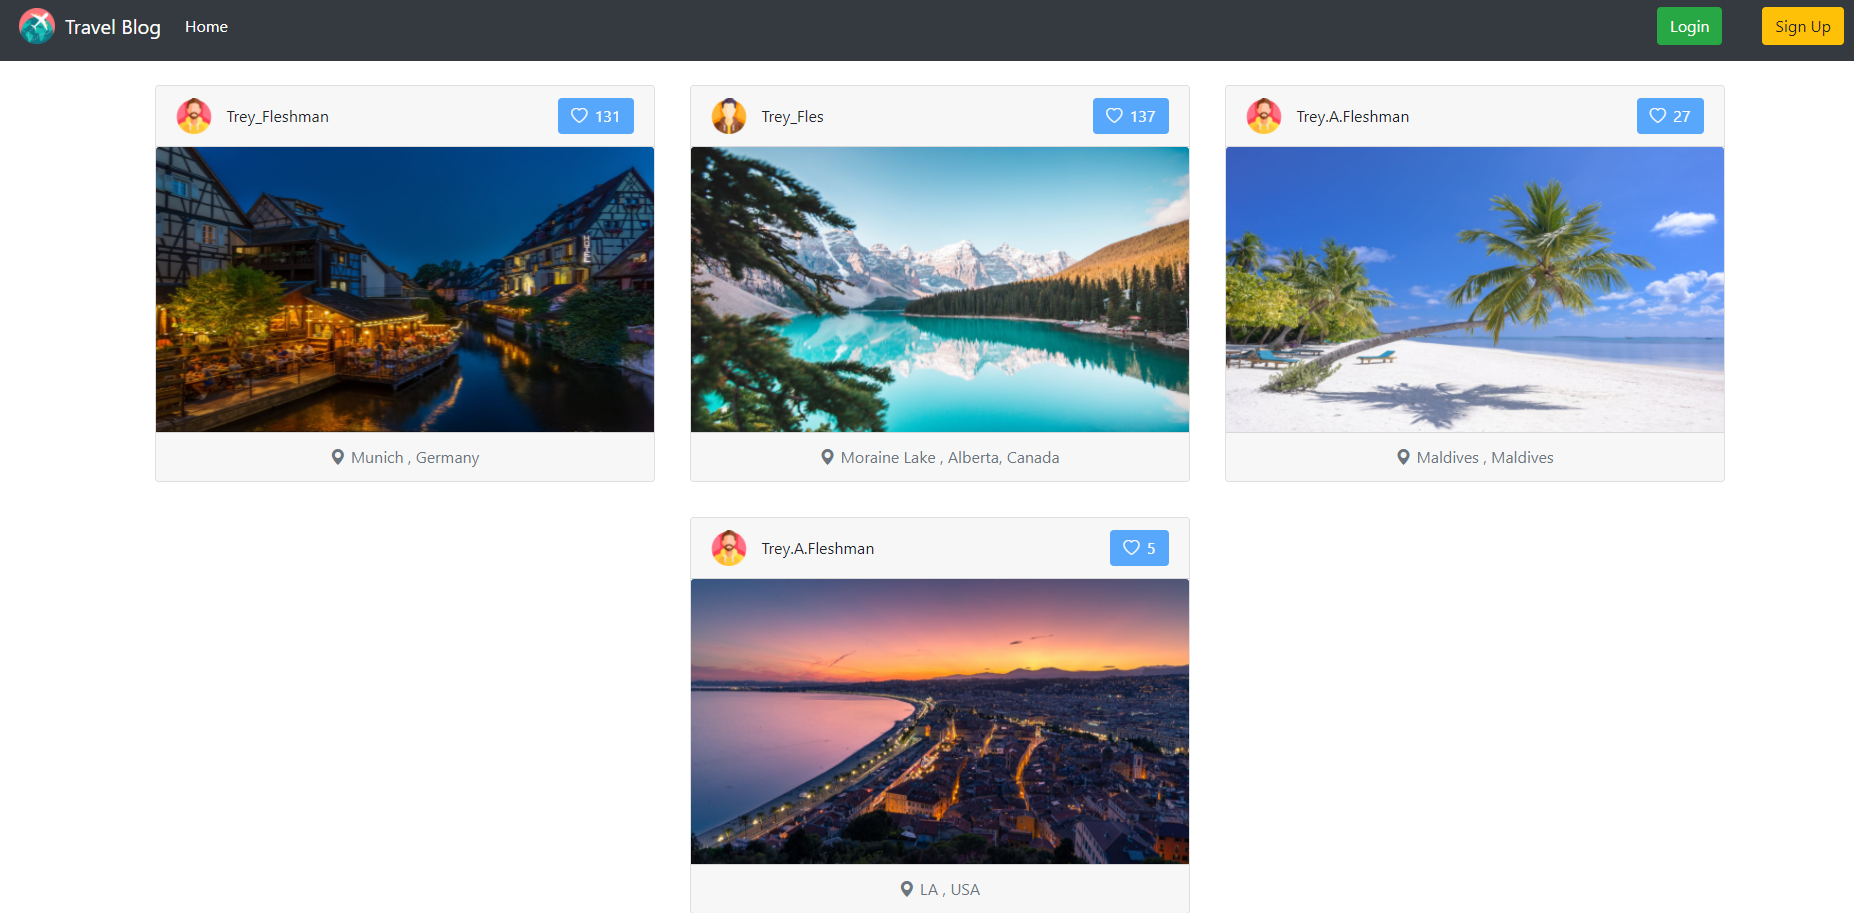 Travel Blog
Home
Login
Sign Up
Trey_Fleshman
131
Trey_Fles
137
Trey.A.Fleshman
27
HOTEL
Munich , Germany
Moraine Lake , Alberta, Canada
Maldives , Maldives
Trey.A.Fleshman
5
LA , USA